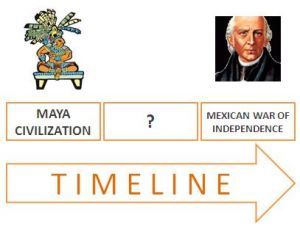 MAYA
CIVILIZATION
?
MEXICAN WAR OF
INDEPENDENCE
TIMELINE